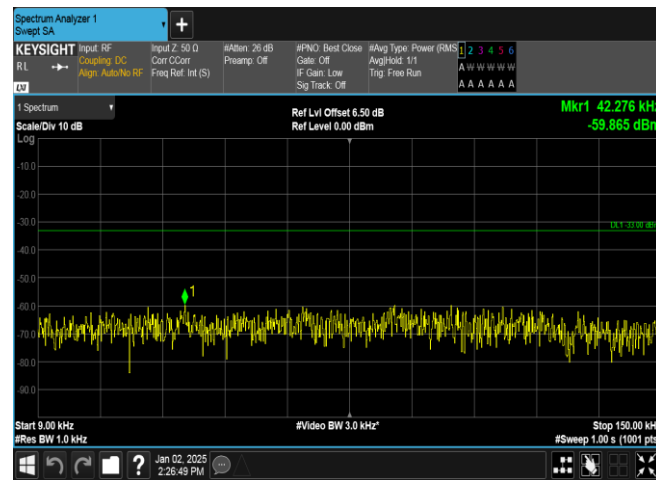 Spectrum Analyzer 1
Swept SA
+
KEYSIGHT
RL
LXI
Input: RF
Coupling: DC
Align: Auto/No RF
Input Z: 50 Ω
Corr CCorr
Freq Ref: Int (S)
#Atten: 26 dB
Preamp: Off
#PNO: Best Close
Gate: Off
IF Gain: Low
Sig Track: Off
#Avg Type: Power (RMS
Avg|Hold: 1/1
Trig: Free Run
1 2 3 4 5 6
A W W W W W
A A A A A A
1 Spectrum
Scale/Div 10 dB
Ref Lvl Offset 6.50 dB
Ref Level 0.00 dBm
Mkr1 42.276 kHz
-59.865 dBm
Log
-10.0
-20.0
-30.0
DL1 -33.00 dBm
-40.0
-50.0
1
-60.0
-70.0
-80.0
-90.0
Start 9.00 kHz
#Video BW 3.0 kHz*
Stop 150.00 kHz
#Res BW 1.0 kHz
#Sweep 1.00 s (1001 pts)
?
Jan 02, 2025
2:26:49 PM